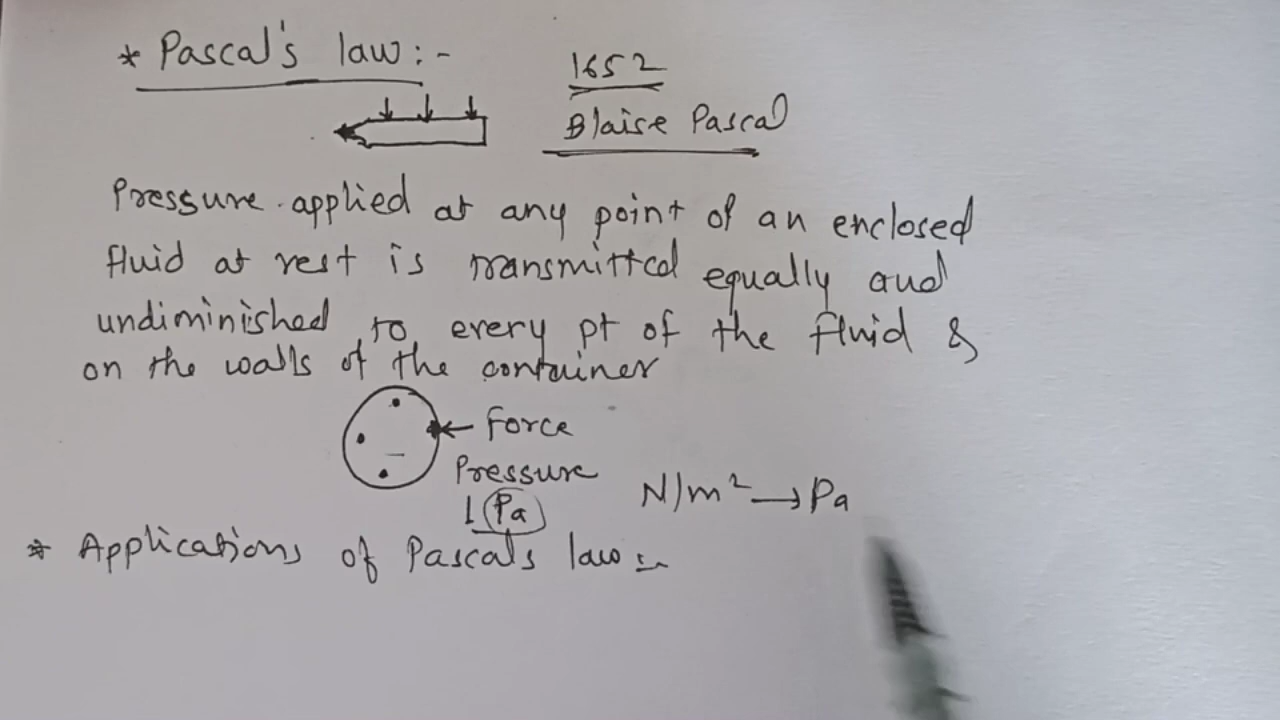 * Pascal's law :-
1652
Blaise Pascal
Pressure applied at any point of an enclosed
fluid at rest is transmitted equally and
undiminished to every pt of the fluid &
on the walls of the container
Force
Pressure
N/m² → Pa
1 Pa
* Applications of Pascals law :-